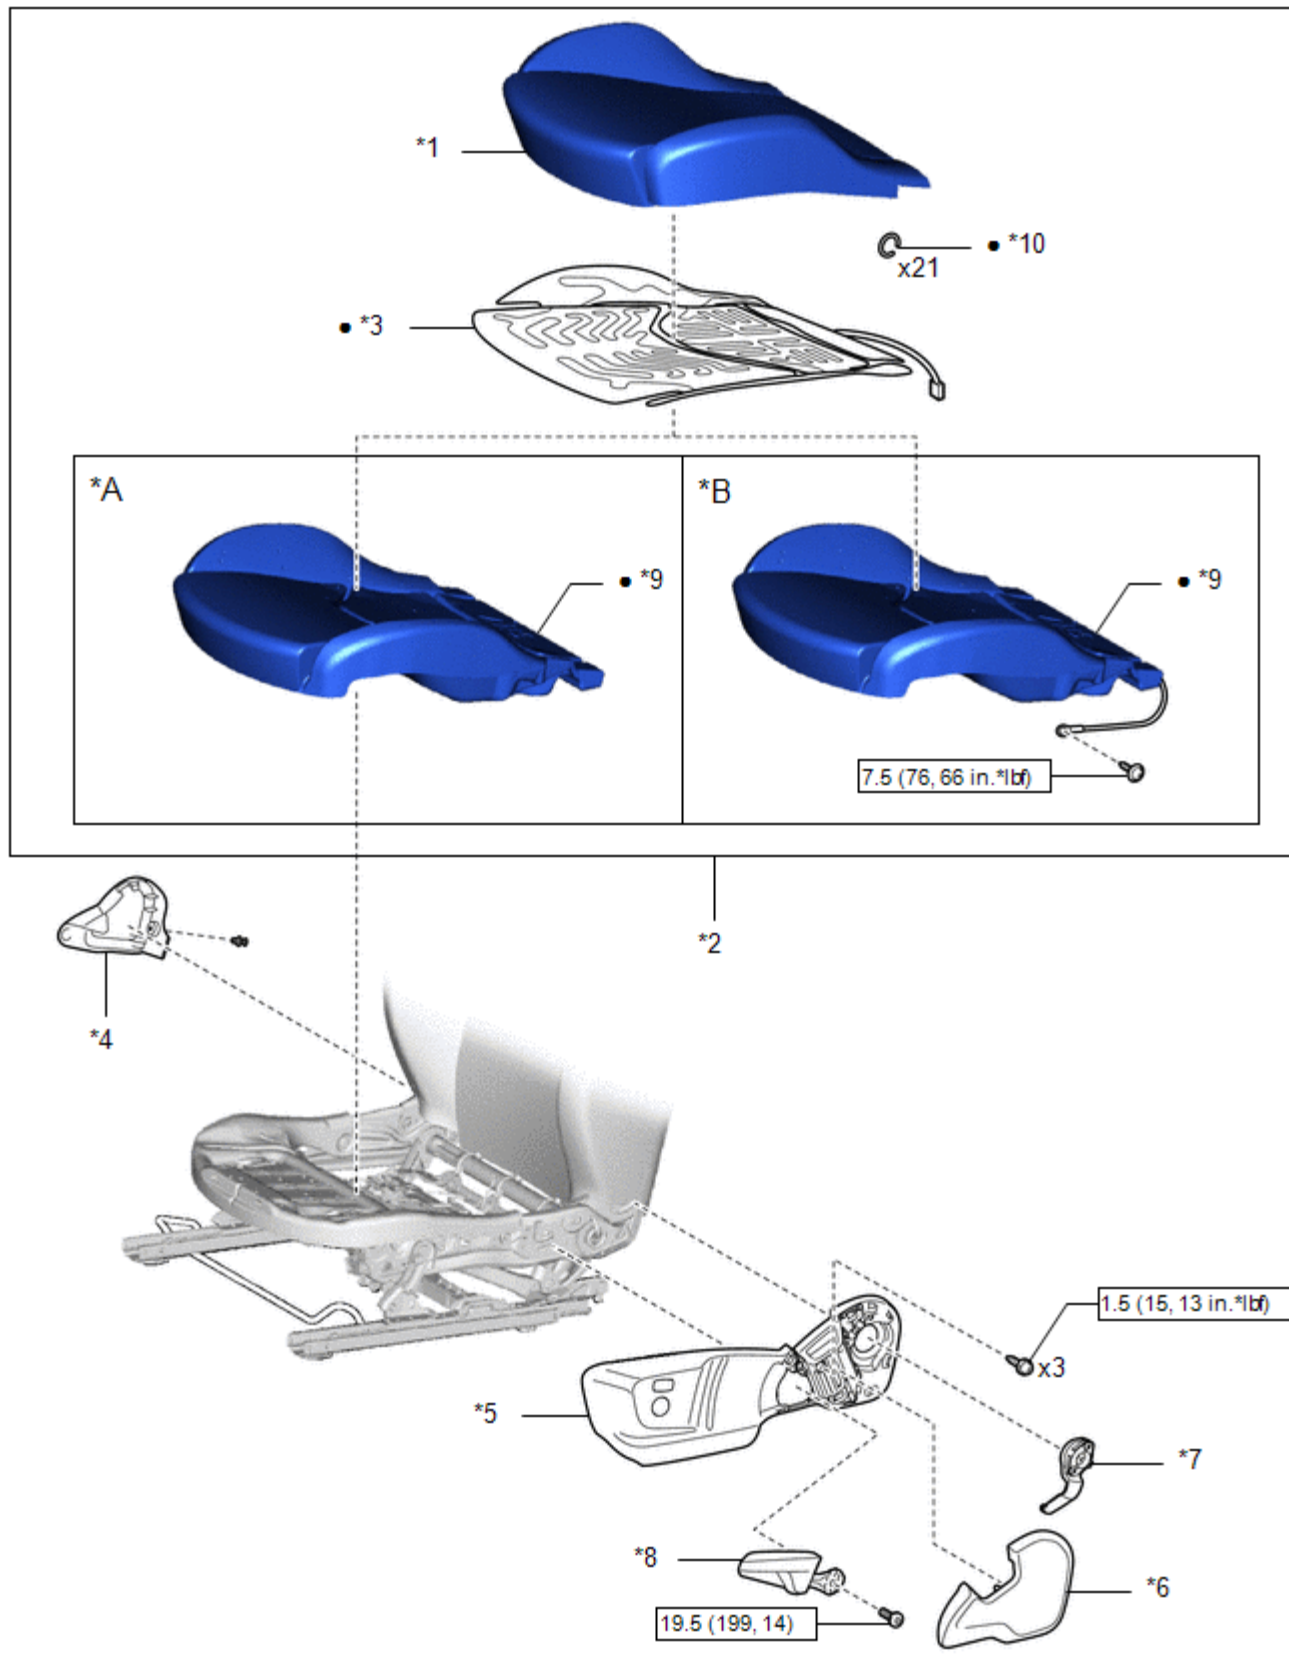 *1
● *10
x21
● *3
*A
*B
● *9
● *9
7.5 (76, 66 in.*lbf)
*2
*4
1.5 (15, 13 in.*lbf)
x3
*5
*7
*8
*6
19.5 (199, 14)